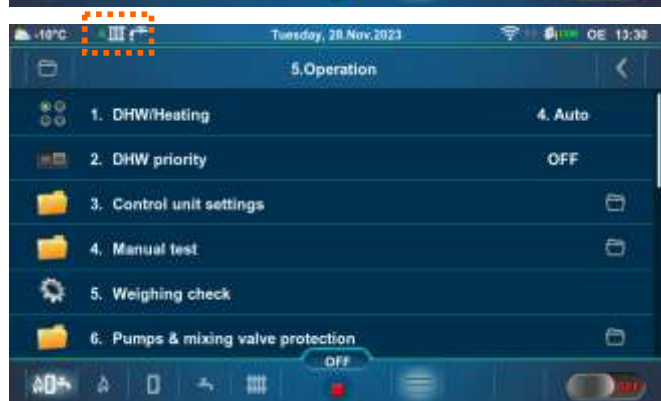 -10°C Tuesday, 28.Nov.2023 OE 13:30
5.Operation
1. DHW/Heating 4. Auto
2. DHW priority OFF
3. Control unit settings
4. Manual test
5. Weighing check
6. Pumps & mixing valve protection
OFF
OFF